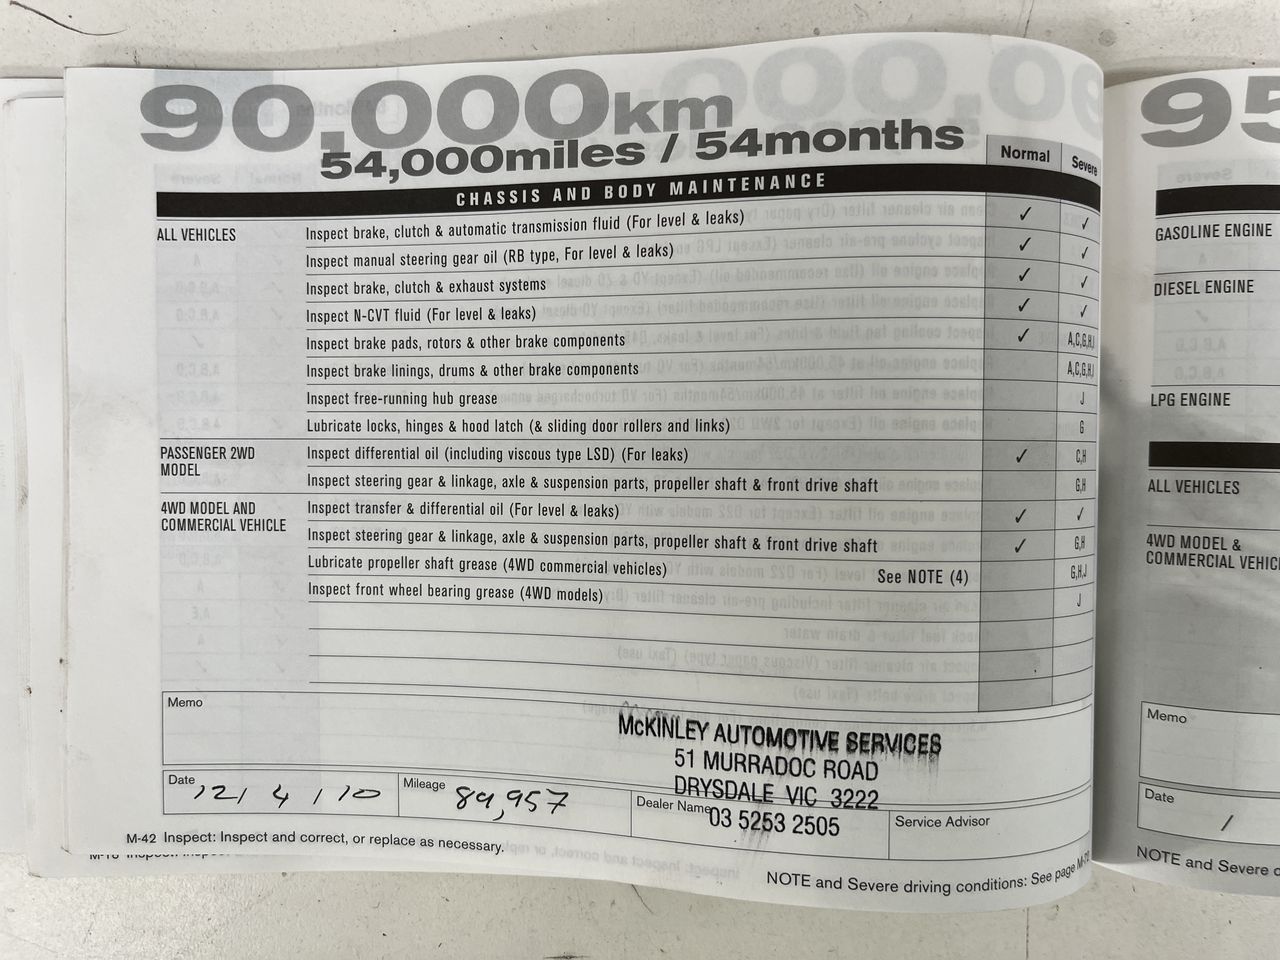 90,000km
54,000miles / 54months
Normal Severe
CHASSIS AND BODY MAINTENANCE
ALL VEHICLES Inspect brake, clutch & automatic transmission fluid (For level & leaks) ✓ ✓
Inspect manual steering gear oil (RB type, For level & leaks) ✓ ✓
Inspect brake, clutch & exhaust systems ✓ ✓
Inspect N-CVT fluid (For level & leaks) ✓ ✓
Inspect brake pads, rotors & other brake components ✓ A,C,G,H,J
Inspect brake linings, drums & other brake components A,C,G,H,J
Inspect free-running hub grease J
Lubricate locks, hinges & hood latch (& sliding door rollers and links) G
PASSENGER 2WD
MODEL
Inspect differential oil (including viscous type LSD) (For leaks) ✓ C,H
Inspect steering gear & linkage, axle & suspension parts, propeller shaft & front drive shaft G,H
4WD MODEL AND
COMMERCIAL VEHICLE
Inspect transfer & differential oil (For level & leaks) ✓ ✓
Inspect steering gear & linkage, axle & suspension parts, propeller shaft & front drive shaft ✓ G,H
Lubricate propeller shaft grease (4WD commercial vehicles) See NOTE (4) G,H,J
Inspect front wheel bearing grease (4WD models) J
Memo
McKINLEY AUTOMOTIVE SERVICES
51 MURRADOC ROAD
DRYSDALE VIC 3222
03 5253 2505
Date 12/ 4 / 10
Mileage 89,957
Dealer Name
Service Advisor
M-42 Inspect: Inspect and correct, or replace as necessary.
NOTE and Severe driving conditions: See page
95
GASOLINE ENGINE
DIESEL ENGINE
LPG ENGINE
ALL VEHICLES
4WD MODEL &
COMMERCIAL VEHIC
Memo
Date
/
NOTE and Severe